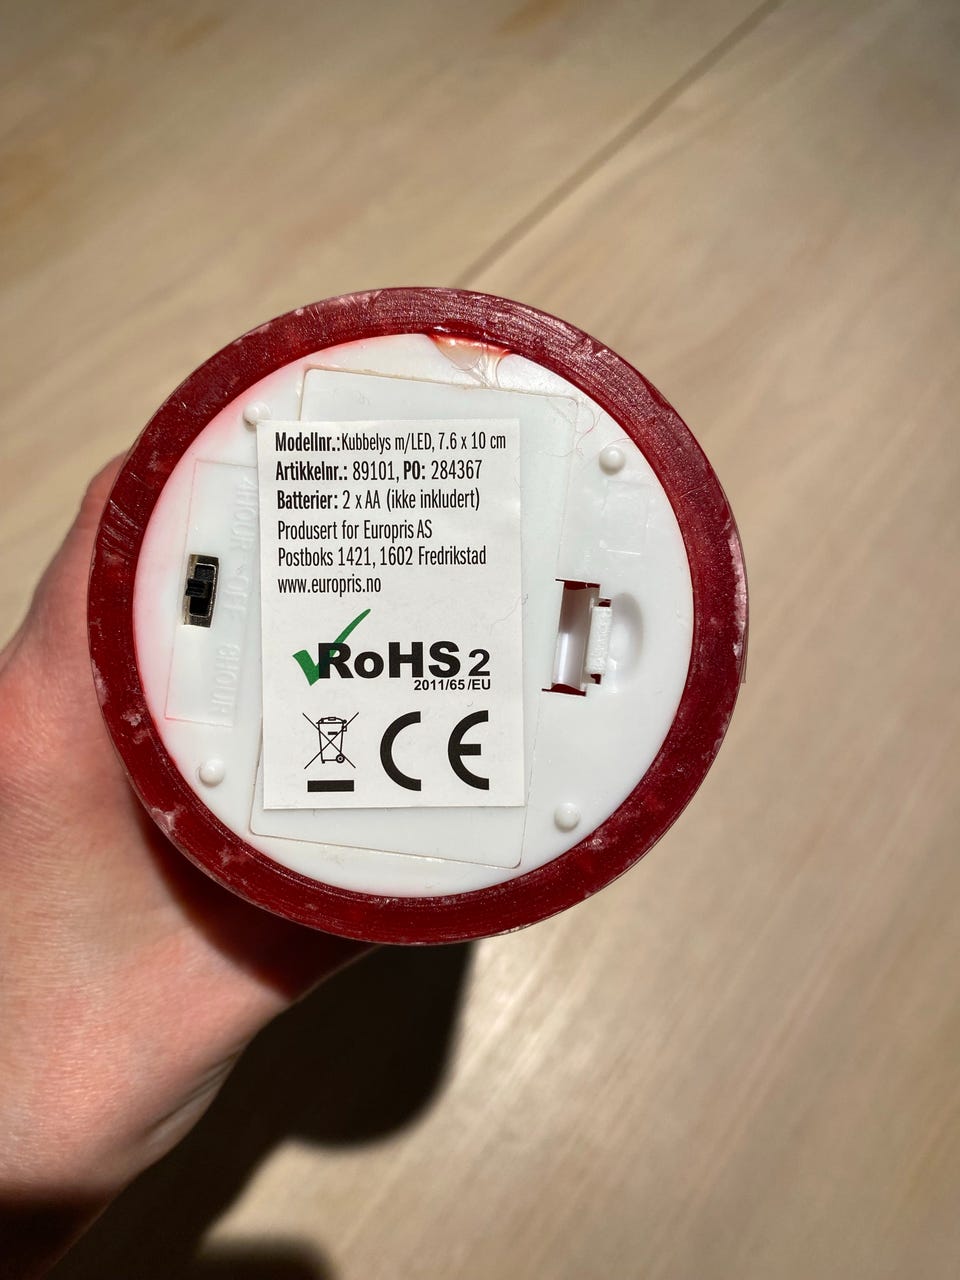 Modellnr.:Kubbelys m/LED, 7.6 x 10 cm
Artikkelnr.: 89101, PO: 284367
Batterier: 2 x AA (ikke inkludert)
Produsert for Europris AS
Postboks 1421, 1602 Fredrikstad
www.europris.no
RoHS 2
2011/65/EU
CE
OFF